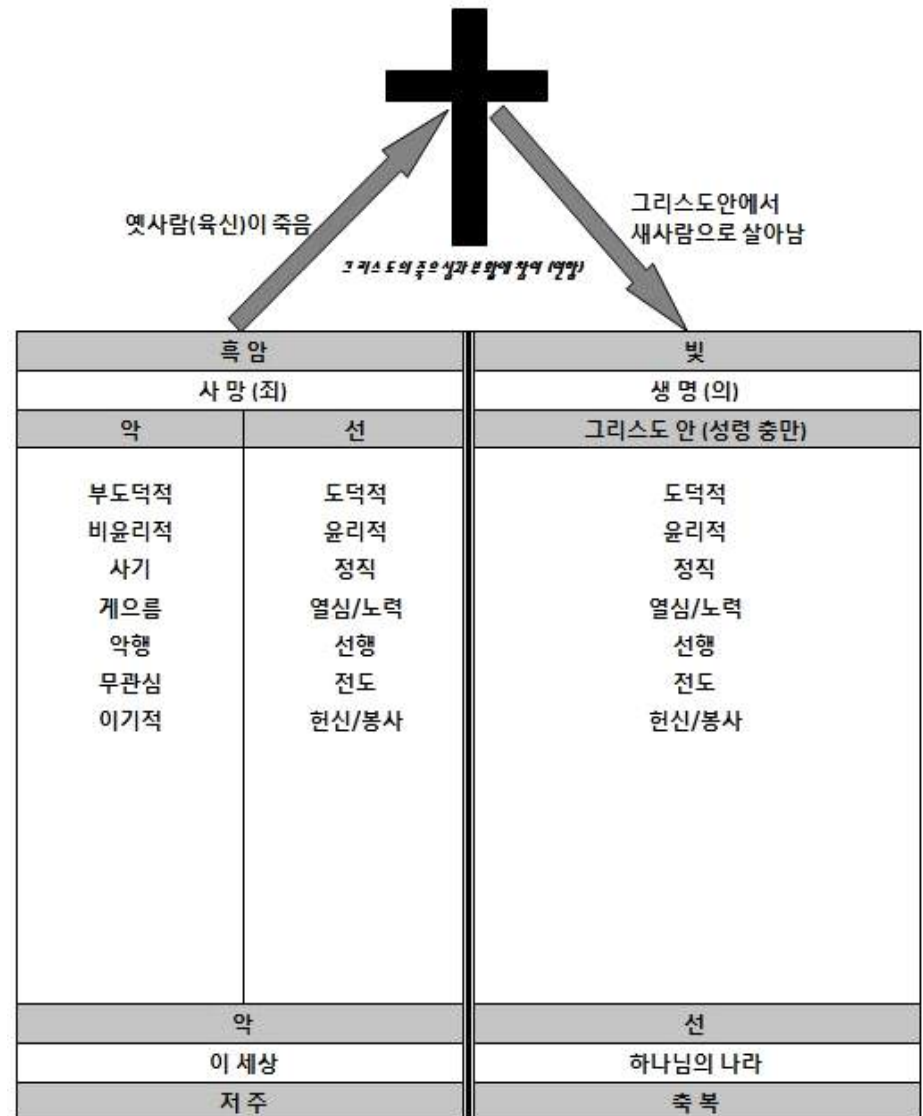 옛사람(육신)이 죽음
그리스도안에서
새사람으로 살아남
그리스도의 죽으심과 부활에 참여 (연합)
흑 암
빛
사 망 (죄)
생 명 (의)
악
선
그리스도 안 (성령 충만)
부도덕적
도덕적
도덕적
비윤리적
윤리적
윤리적
사기
정직
정직
게으름
열심/노력
열심/노력
악행
선행
선행
무관심
전도
전도
이기적
헌신/봉사
헌신/봉사
악
선
이 세상
하나님의 나라
저 주
축 복